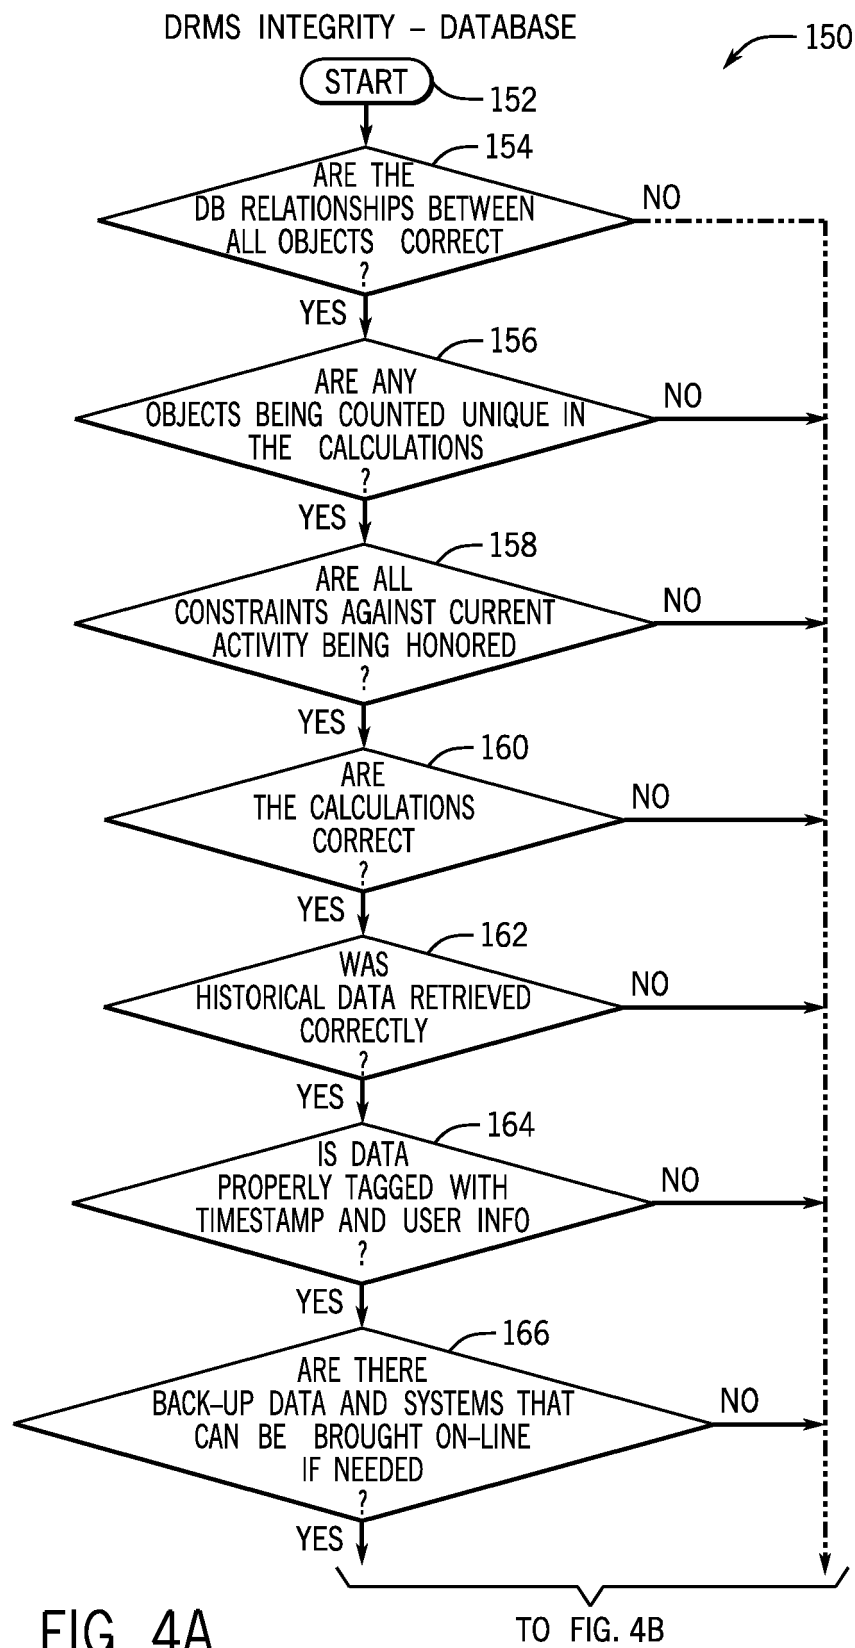 DRMS INTEGRITY – DATABASE
150
START
152
154
ARE THE
DB RELATIONSHIPS BETWEEN
ALL OBJECTS CORRECT
?
NO
YES
156
ARE ANY
OBJECTS BEING COUNTED UNIQUE IN
THE CALCULATIONS
?
NO
YES
158
ARE ALL
CONSTRAINTS AGAINST CURRENT
ACTIVITY BEING HONORED
?
NO
YES
160
ARE
THE CALCULATIONS
CORRECT
?
NO
YES
162
WAS
HISTORICAL DATA RETRIEVED
CORRECTLY
?
NO
YES
164
IS DATA
PROPERLY TAGGED WITH
TIMESTAMP AND USER INFO
?
NO
YES
166
ARE THERE
BACK–UP DATA AND SYSTEMS THAT
CAN BE BROUGHT ON–LINE
IF NEEDED
?
NO
YES
FIG. 4A
TO FIG. 4B